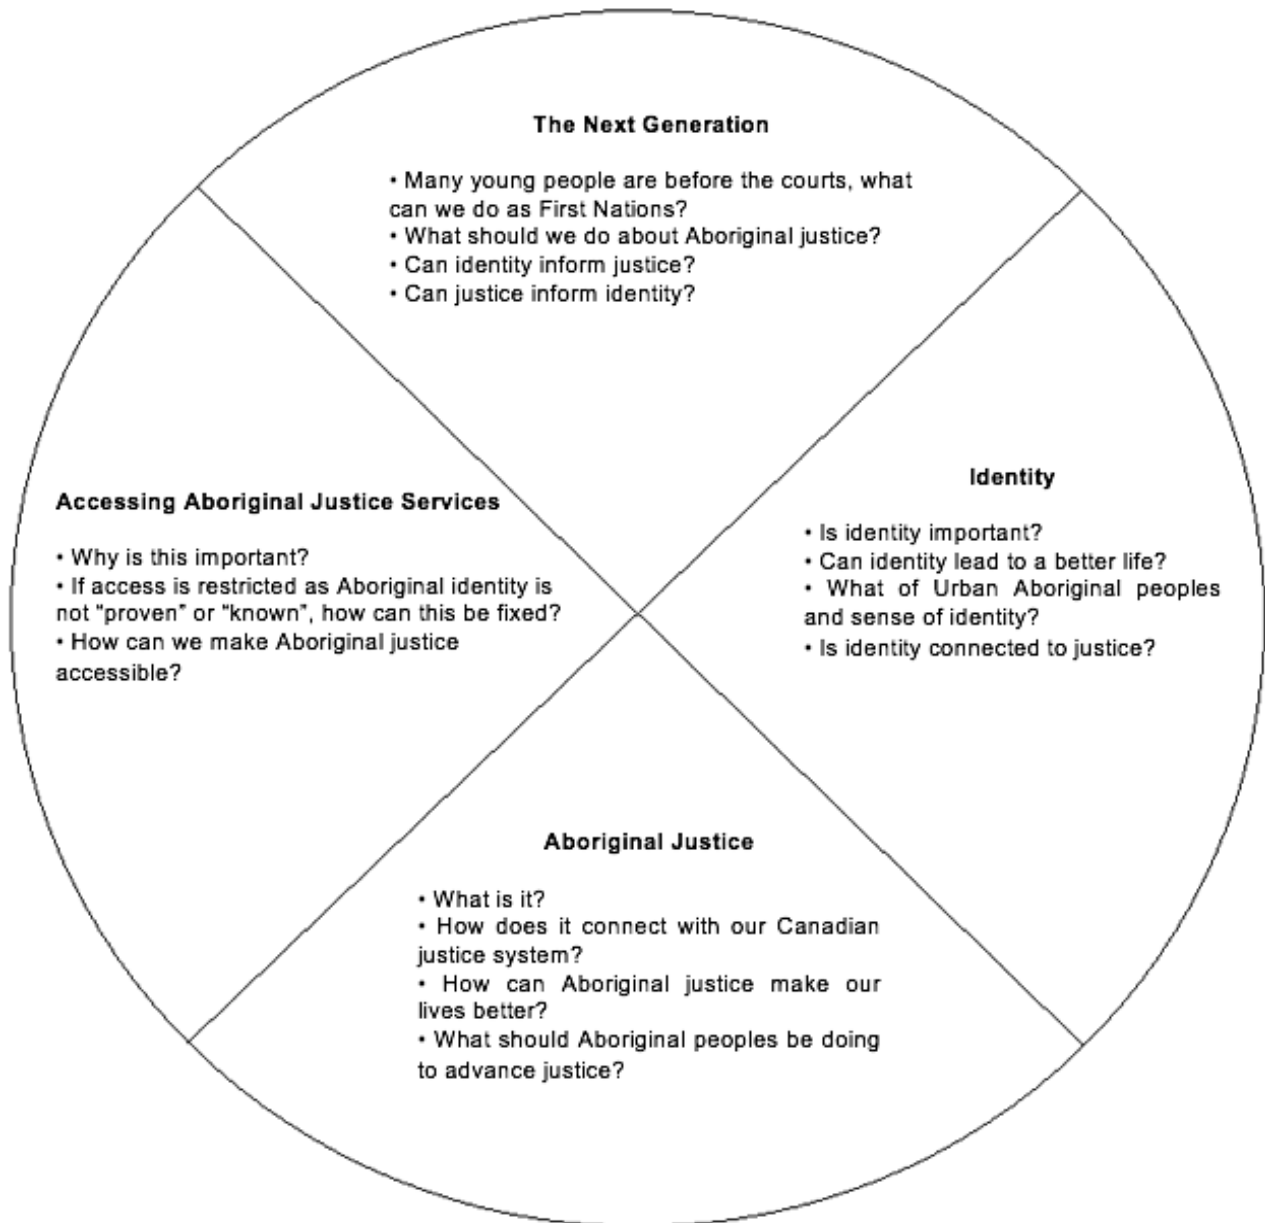 The Next Generation
• Many young people are before the courts, what
can we do as First Nations?
• What should we do about Aboriginal justice?
• Can identity inform justice?
• Can justice inform identity?
Accessing Aboriginal Justice Services
• Why is this important?
• If access is restricted as Aboriginal identity is
not “proven” or “known”, how can this be fixed?
• How can we make Aboriginal justice
accessible?
Identity
• Is identity important?
• Can identity lead to a better life?
• What of Urban Aboriginal peoples
and sense of identity?
• Is identity connected to justice?
Aboriginal Justice
• What is it?
• How does it connect with our Canadian
justice system?
• How can Aboriginal justice make our
lives better?
• What should Aboriginal peoples be doing
to advance justice?